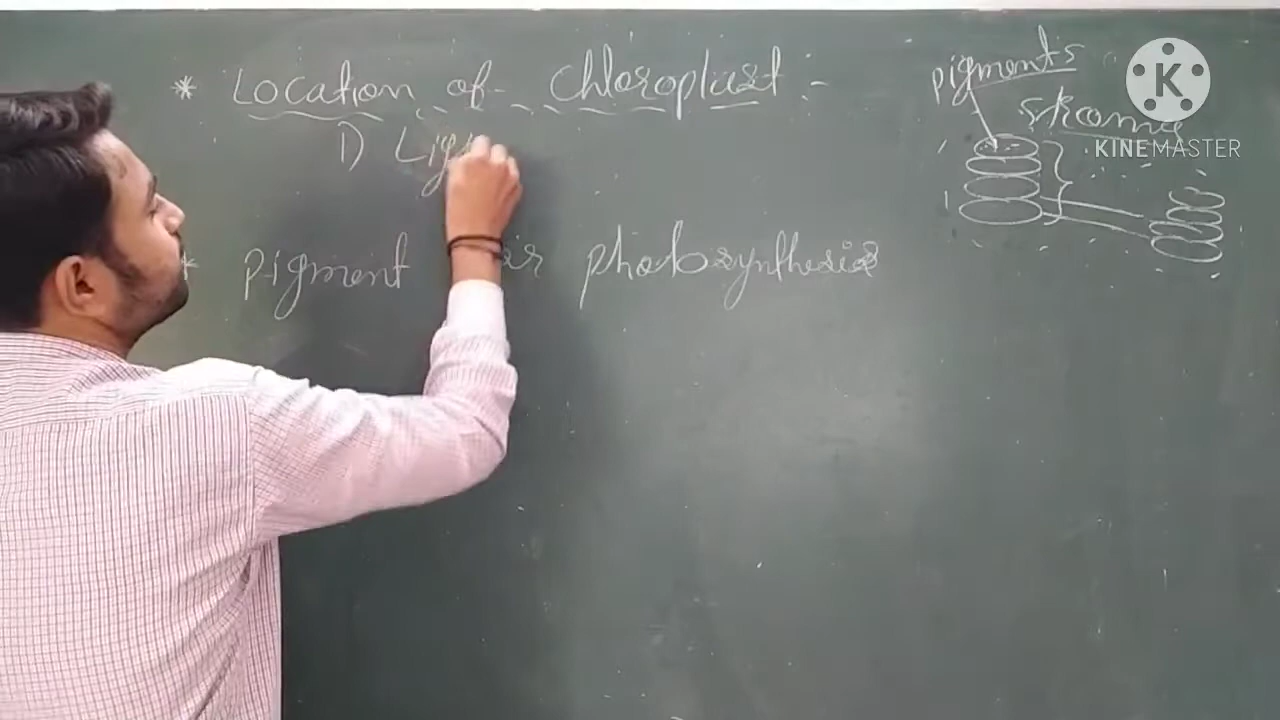 * Location of Chloroplast :-
1) Lig
* pigment photosynthesis
pigments
stroma
K
KINEMASTER